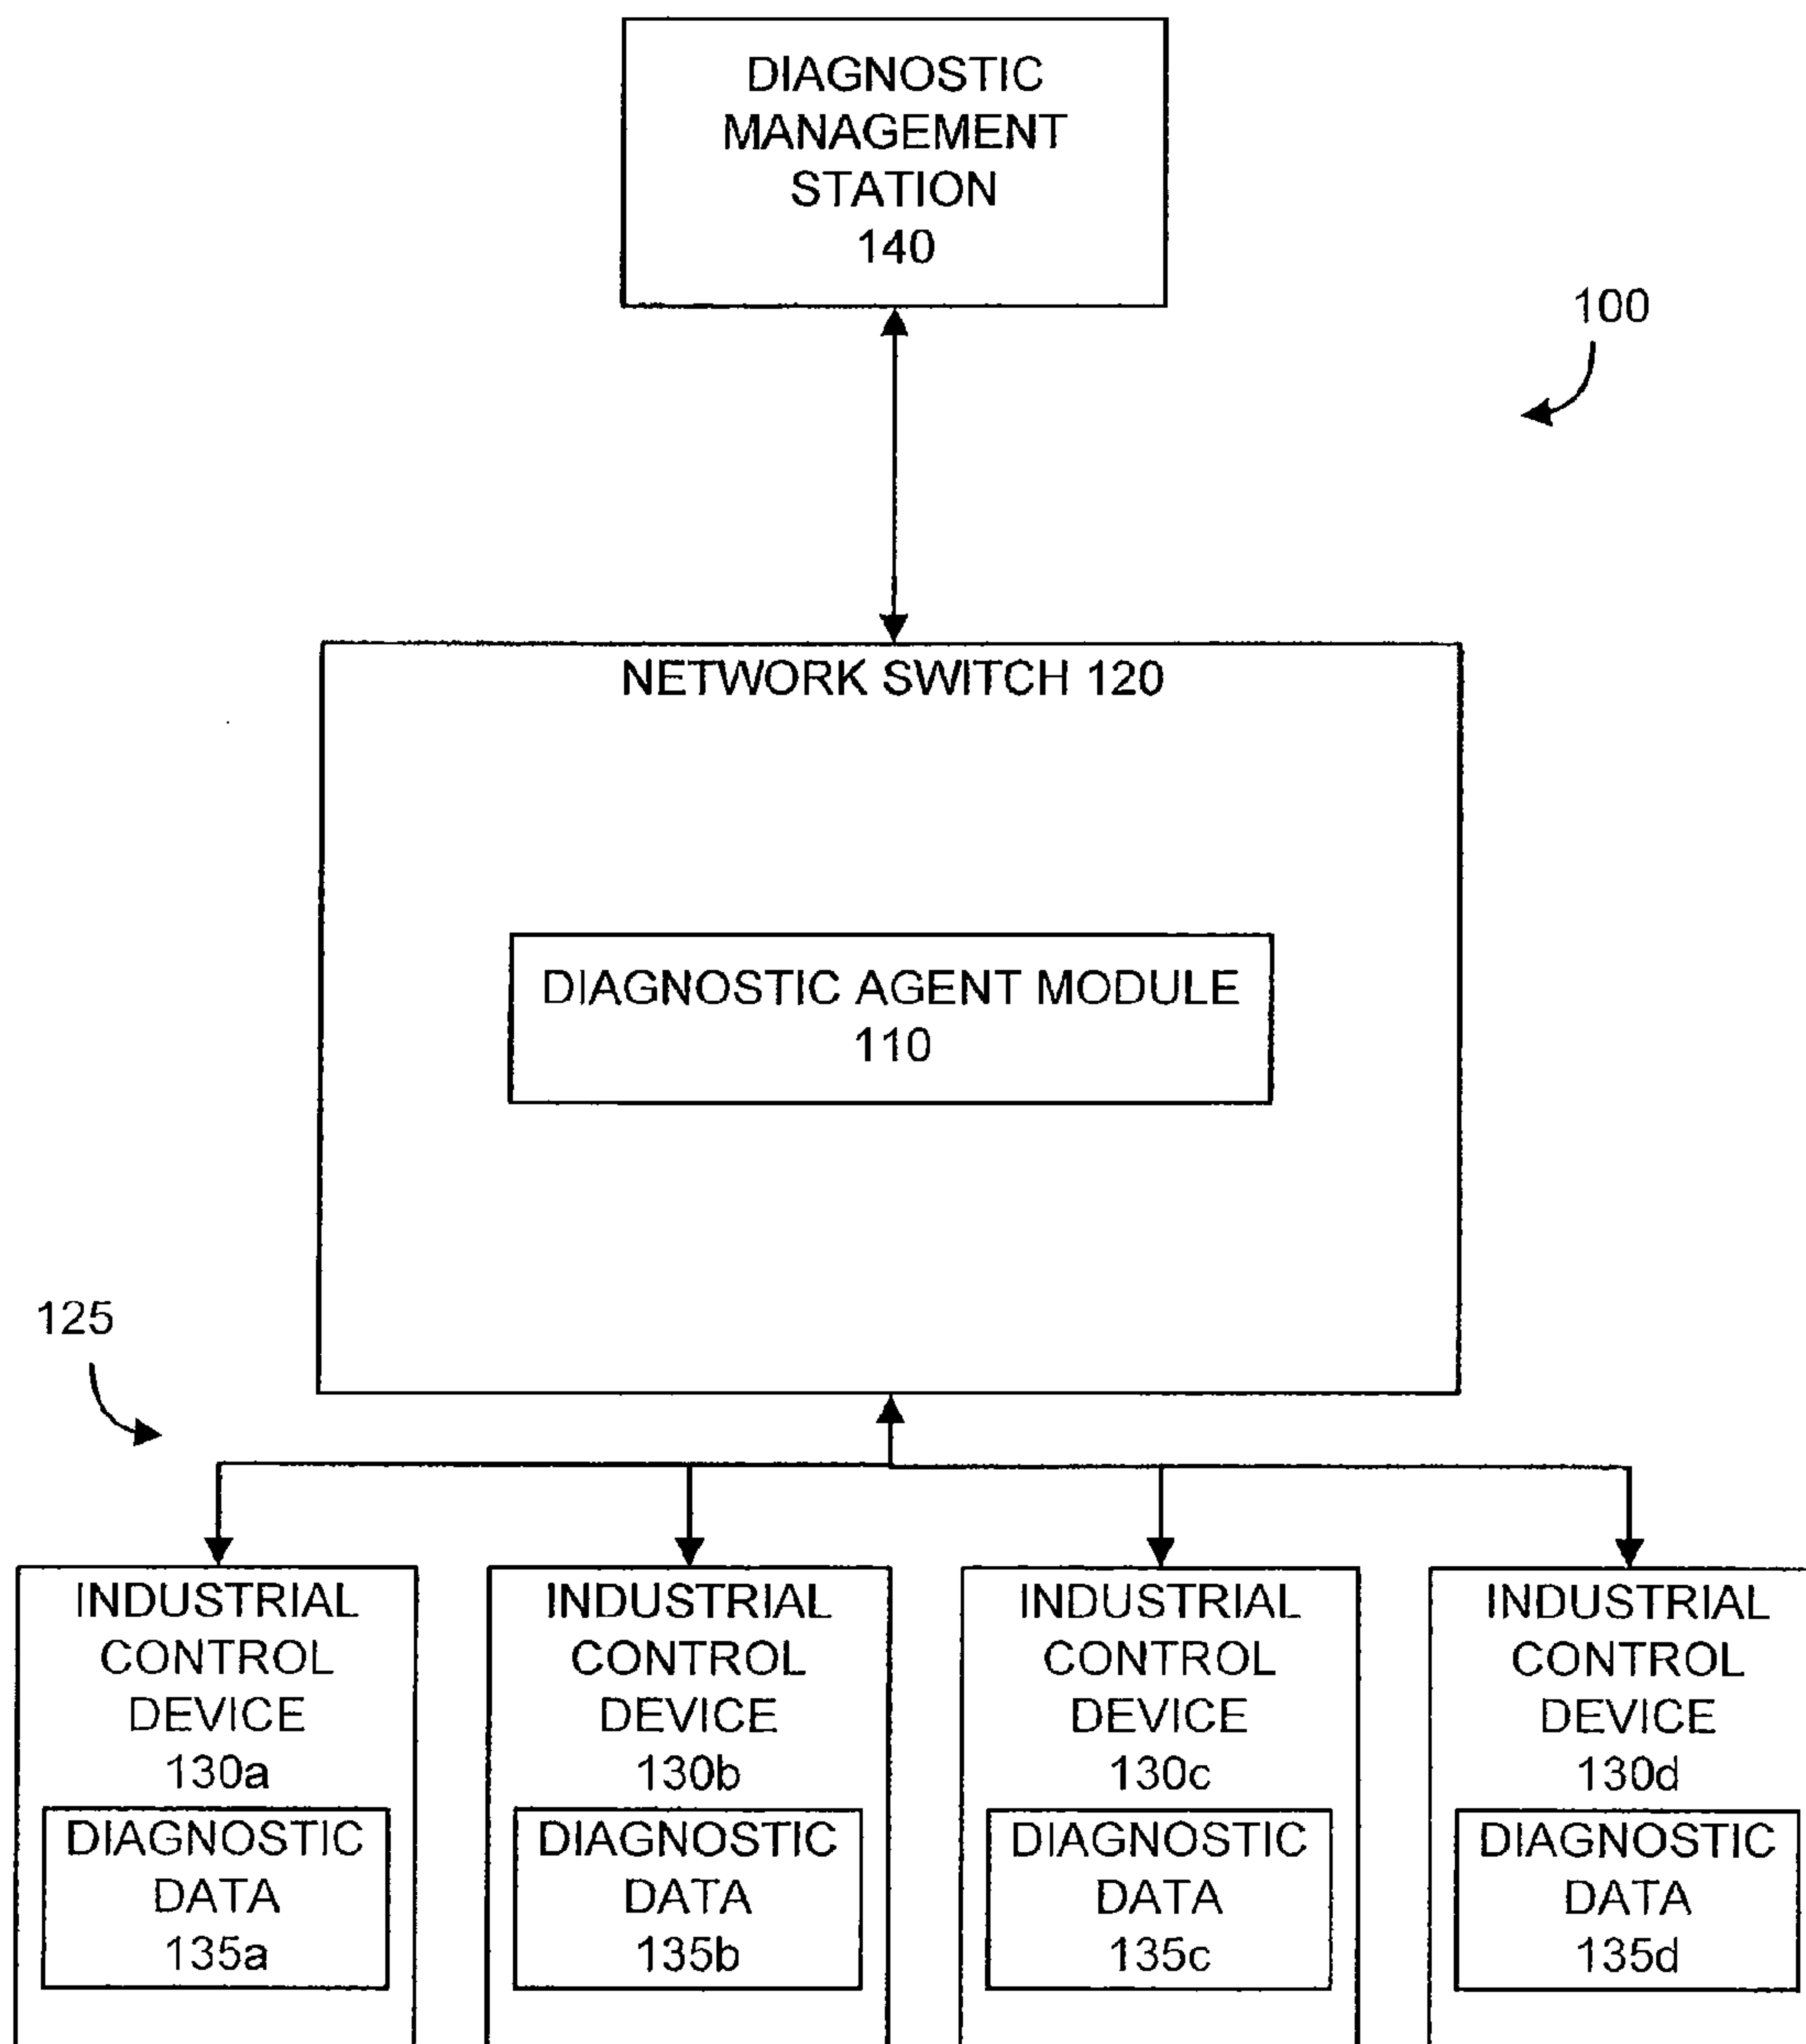 DIAGNOSTIC
MANAGEMENT
STATION
140
100
NETWORK SWITCH 120
DIAGNOSTIC AGENT MODULE
110
125
INDUSTRIAL
CONTROL
DEVICE
130a
DIAGNOSTIC
DATA
135a
INDUSTRIAL
CONTROL
DEVICE
130b
DIAGNOSTIC
DATA
135b
INDUSTRIAL
CONTROL
DEVICE
130c
DIAGNOSTIC
DATA
135c
INDUSTRIAL
CONTROL
DEVICE
130d
DIAGNOSTIC
DATA
135d